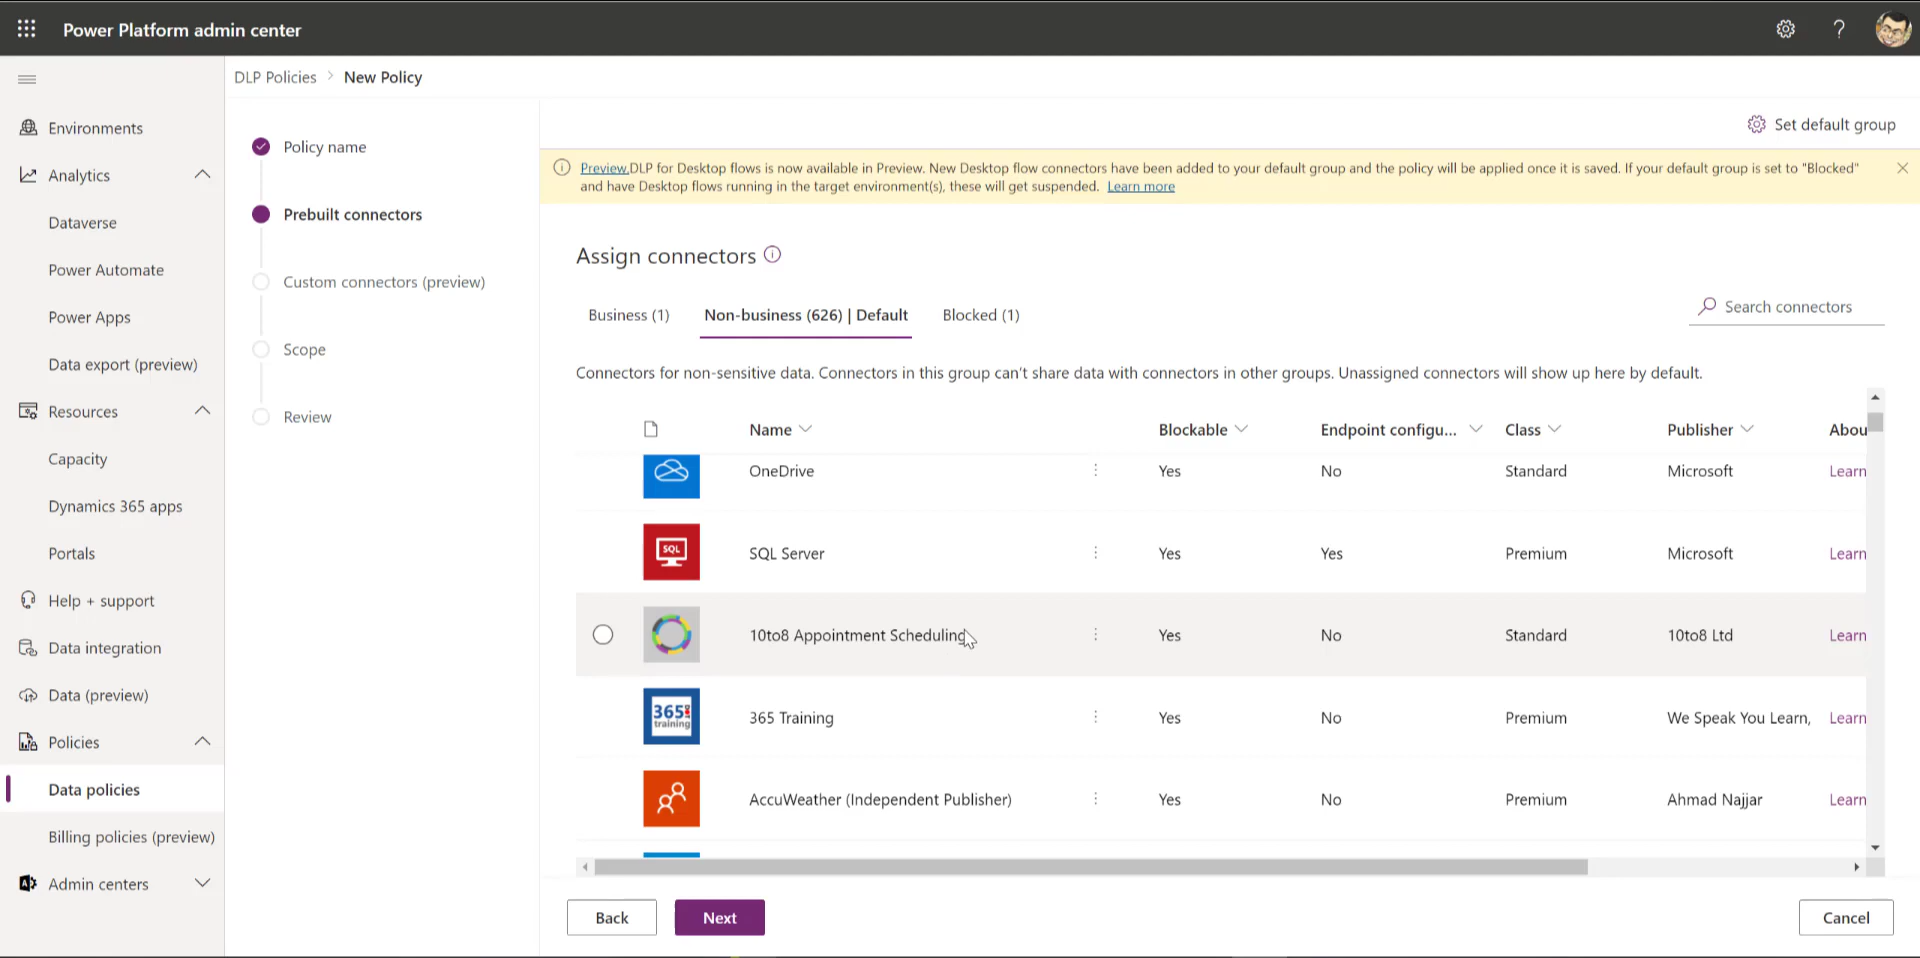 Power Platform admin center
?
DLP Policies > New Policy
Environments
Analytics
Dataverse
Power Automate
Power Apps
Data export (preview)
Resources
Capacity
Dynamics 365 apps
Portals
Help + support
Data integration
Data (preview)
Policies
Data policies
Billing policies (preview)
Admin centers
Policy name
Prebuilt connectors
Custom connectors (preview)
Scope
Review
Set default group
Preview.DLP for Desktop flows is now available in Preview. New Desktop flow connectors have been added to your default group and the policy will be applied once it is saved. If your default group is set to "Blocked"
and have Desktop flows running in the target environment(s), these will get suspended. Learn more
Assign connectors
Business (1) Non-business (626) | Default Blocked (1)
Search connectors
Connectors for non-sensitive data. Connectors in this group can't share data with connectors in other groups. Unassigned connectors will show up here by default.
Name Blockable Endpoint configu... Class Publisher Abou
OneDrive Yes No Standard Microsoft Learn
SQL
SQL Server Yes Yes Premium Microsoft Learn
10to8 Appointment Scheduling Yes No Standard 10to8 Ltd Learn
365
training
365 Training Yes No Premium We Speak You Learn, Learn
AccuWeather (Independent Publisher) Yes No Premium Ahmad Najjar Learn
Back Next Cancel